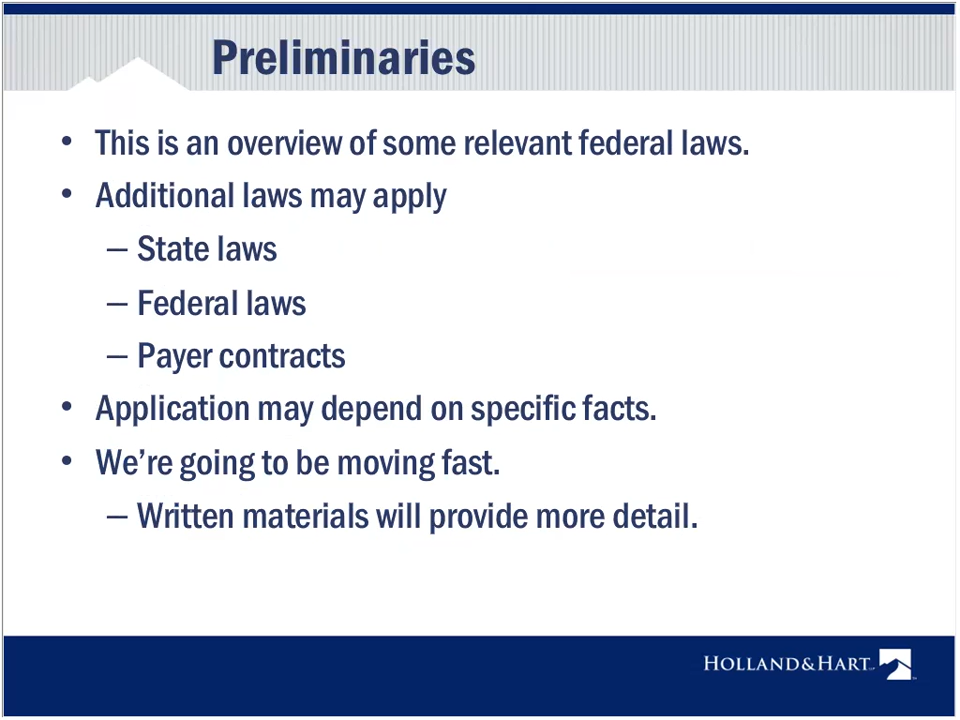 Preliminaries
• This is an overview of some relevant federal laws.
• Additional laws may apply
– State laws
– Federal laws
– Payer contracts
• Application may depend on specific facts.
• We’re going to be moving fast.
– Written materials will provide more detail.
HOLLAND&HART